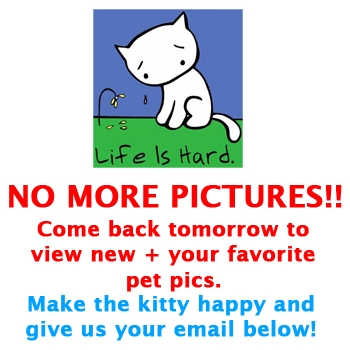 Life Is Hard.
NO MORE PICTURES!!
Come back tomorrow to
view new + your favorite
pet pics.
Make the kitty happy and
give us your email below!